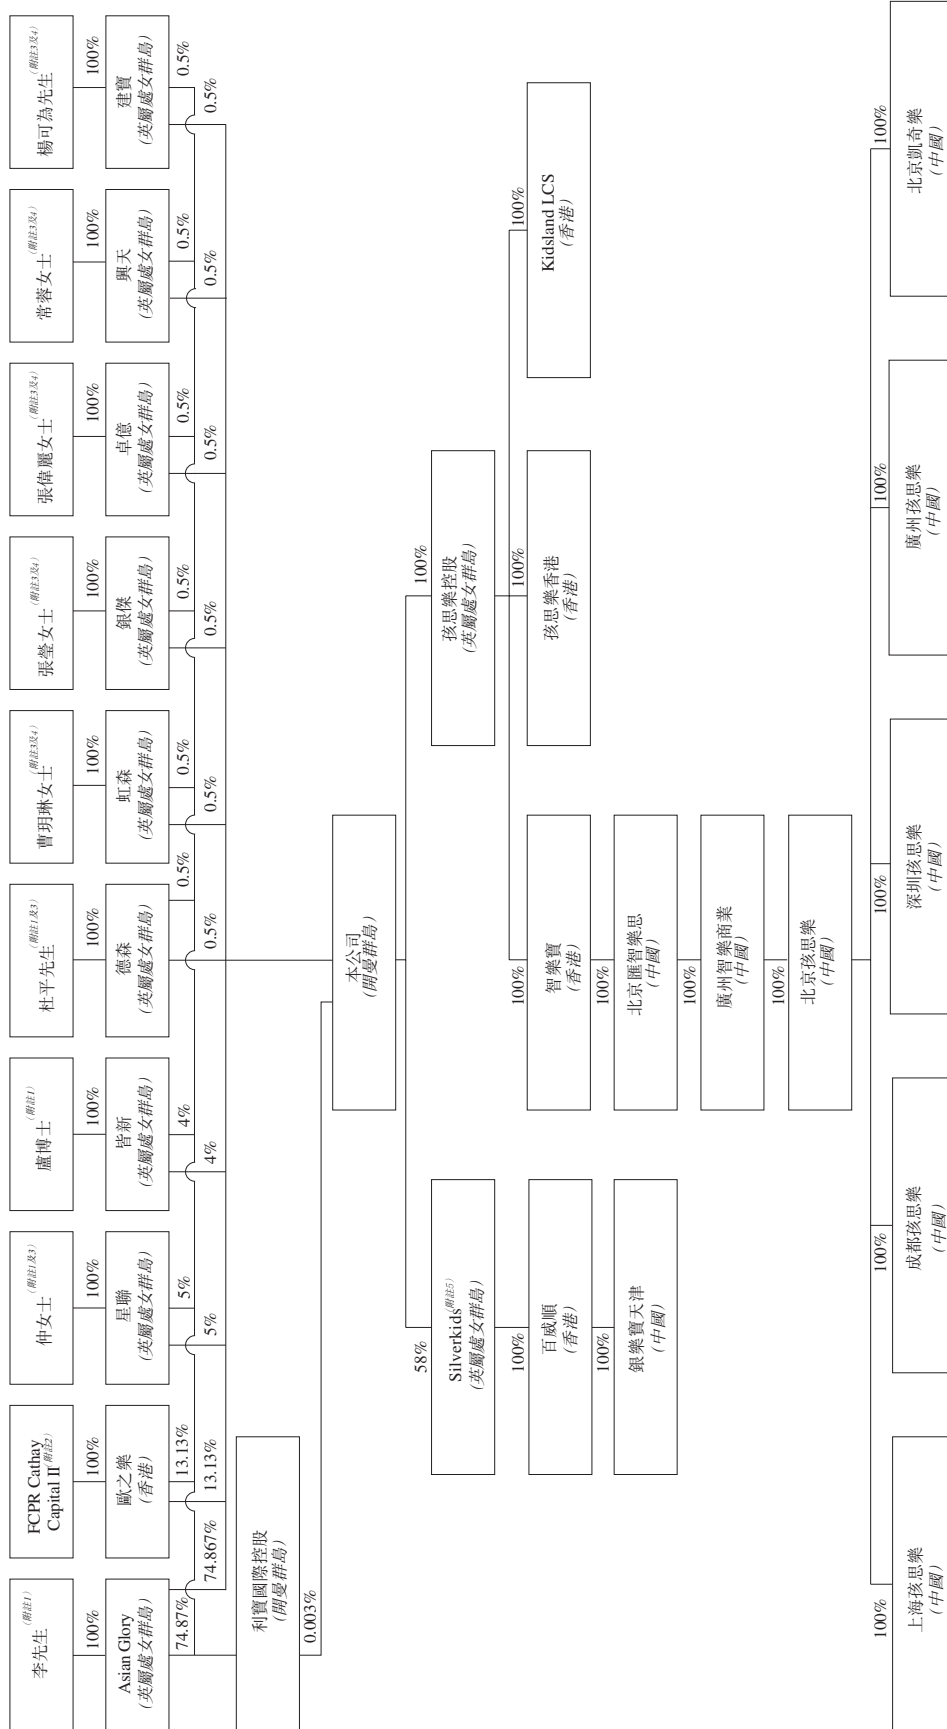 李先生(附註1)
FCPR Cathay
Capital II(附註2)
仲女士(附註1及3)
盧博士(附註1)
杜平先生(附註1及3)
曹玥琳女士(附註3及4)
張瑩女士(附註3及4)
張偉麗女士(附註3及4)
常蓉女士(附註3及4)
楊可為先生(附註3及4)
100%
100%
100%
100%
100%
100%
100%
100%
100%
100%
Asian Glory
(英屬處女群島)
歐之樂
(香港)
星聯
(英屬處女群島)
皆新
(英屬處女群島)
德森
(英屬處女群島)
虹森
(英屬處女群島)
銀傑
(英屬處女群島)
卓億
(英屬處女群島)
興天
(英屬處女群島)
建寶
(英屬處女群島)
74.87%
13.13%
5%
4%
0.5%
0.5%
0.5%
0.5%
0.5%
0.5%
74.867%
13.13%
5%
4%
0.5%
0.5%
0.5%
0.5%
0.5%
0.5%
利寶國際控股
(開曼群島)
0.003%
本公司
(開曼群島)
58%
100%
Silverkids(附註5)
(英屬處女群島)
孩思樂控股
(英屬處女群島)
100%
100%
100%
100%
百威順
(香港)
智樂寶
(香港)
孩思樂香港
(香港)
Kidsland LCS
(香港)
100%
100%
銀樂寶天津
(中國)
北京匯智樂思
(中國)
100%
廣州智樂商業
(中國)
100%
北京孩思樂
(中國)
100%
100%
100%
100%
100%
上海孩思樂
(中國)
成都孩思樂
(中國)
深圳孩思樂
(中國)
廣州孩思樂
(中國)
北京凱奇樂
(中國)